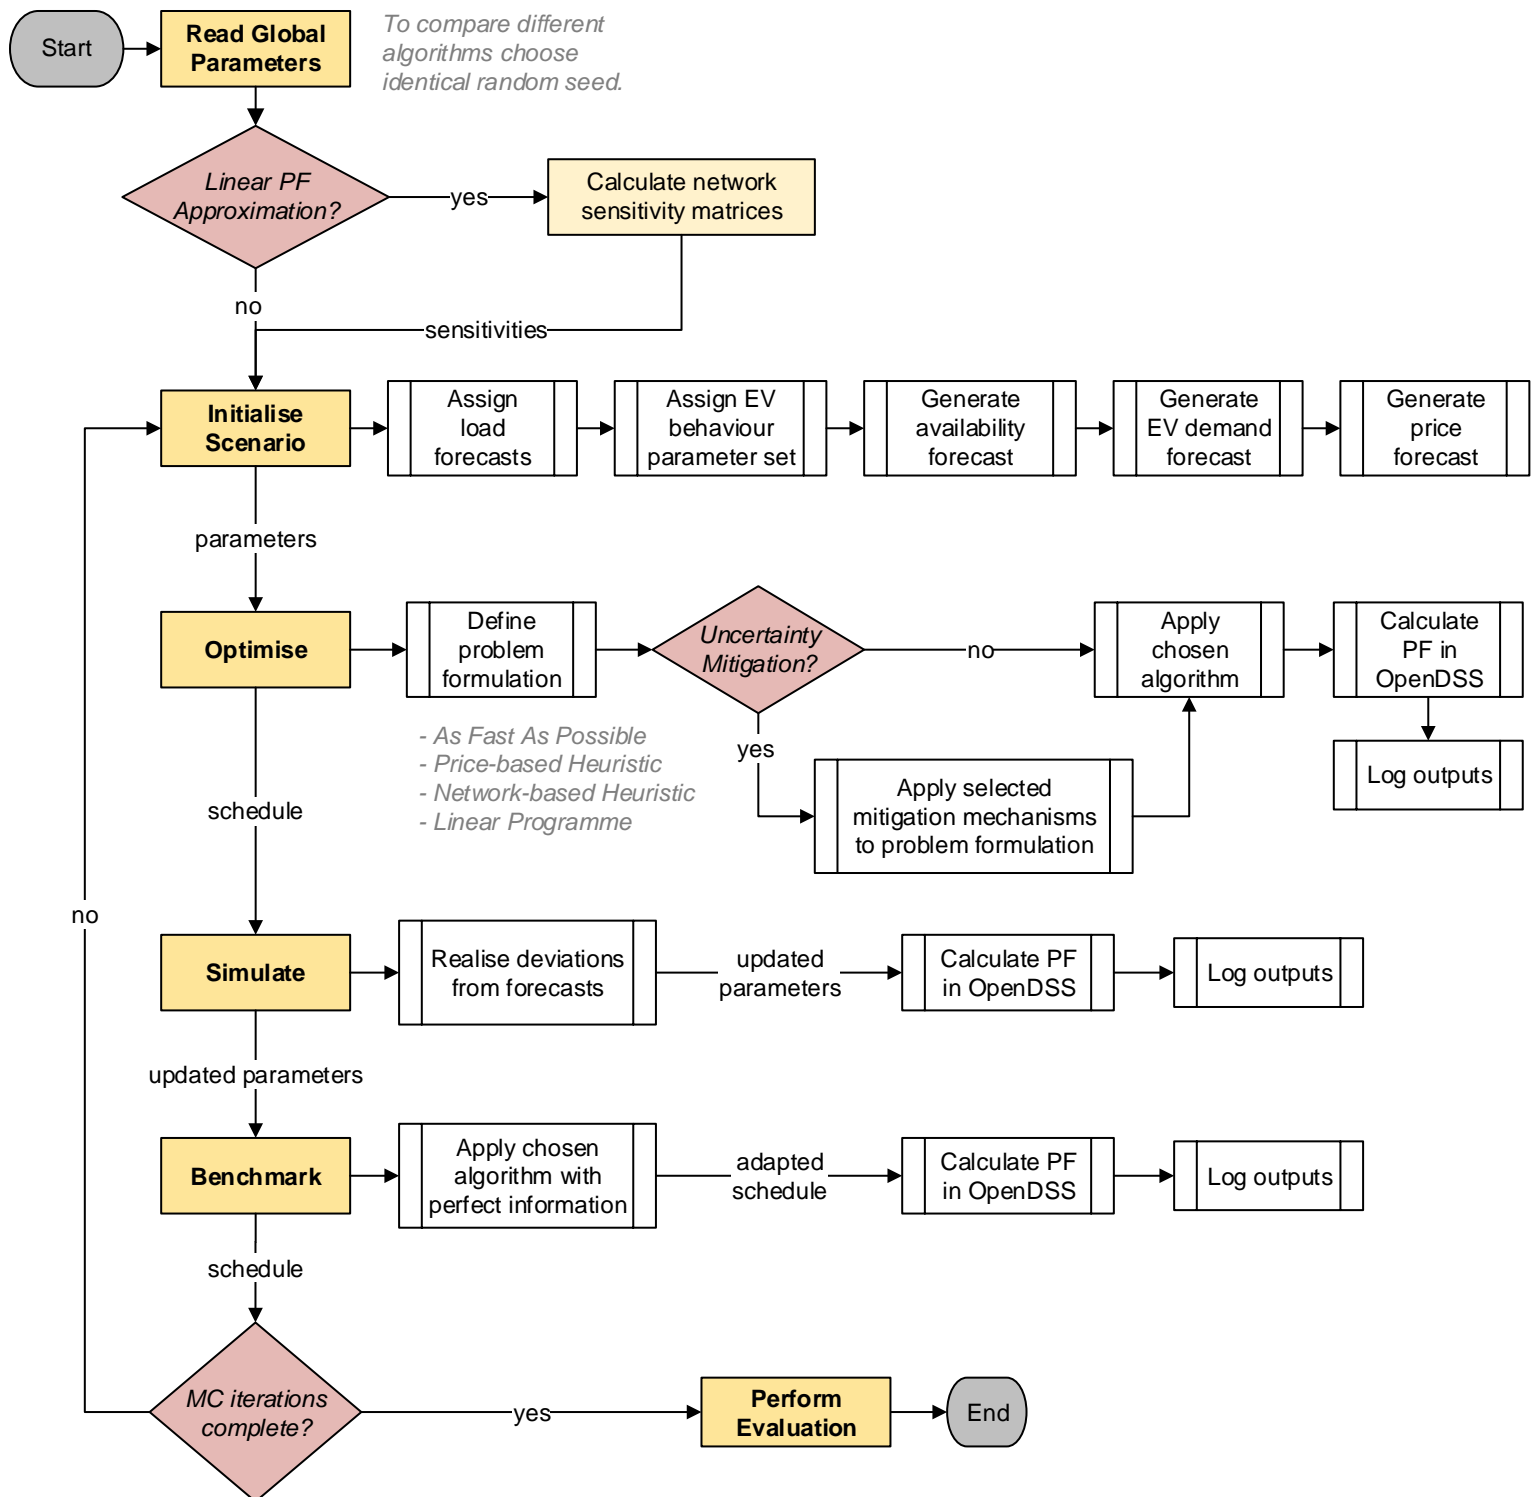 Start
Read Global
Parameters
To compare different
algorithms choose
identical random seed.
Linear PF
Approximation?
yes
Calculate network
sensitivity matrices
no
sensitivities
Initialise
Scenario
Assign
load
forecasts
Assign EV
behaviour
parameter set
Generate
availability
forecast
Generate
EV demand
forecast
Generate
price
forecast
parameters
Optimise
Define
problem
formulation
Uncertainty
Mitigation?
no
Apply
chosen
algorithm
Calculate
PF in
OpenDSS
- As Fast As Possible
- Price-based Heuristic
- Network-based Heuristic
- Linear Programme
yes
Apply selected
mitigation mechanisms
to problem formulation
Log outputs
schedule
no
Simulate
Realise deviations
from forecasts
updated
parameters
Calculate PF
in OpenDSS
Log outputs
updated parameters
Benchmark
Apply chosen
algorithm with
perfect information
adapted
schedule
Calculate PF
in OpenDSS
Log outputs
schedule
MC iterations
complete?
yes
Perform
Evaluation
End